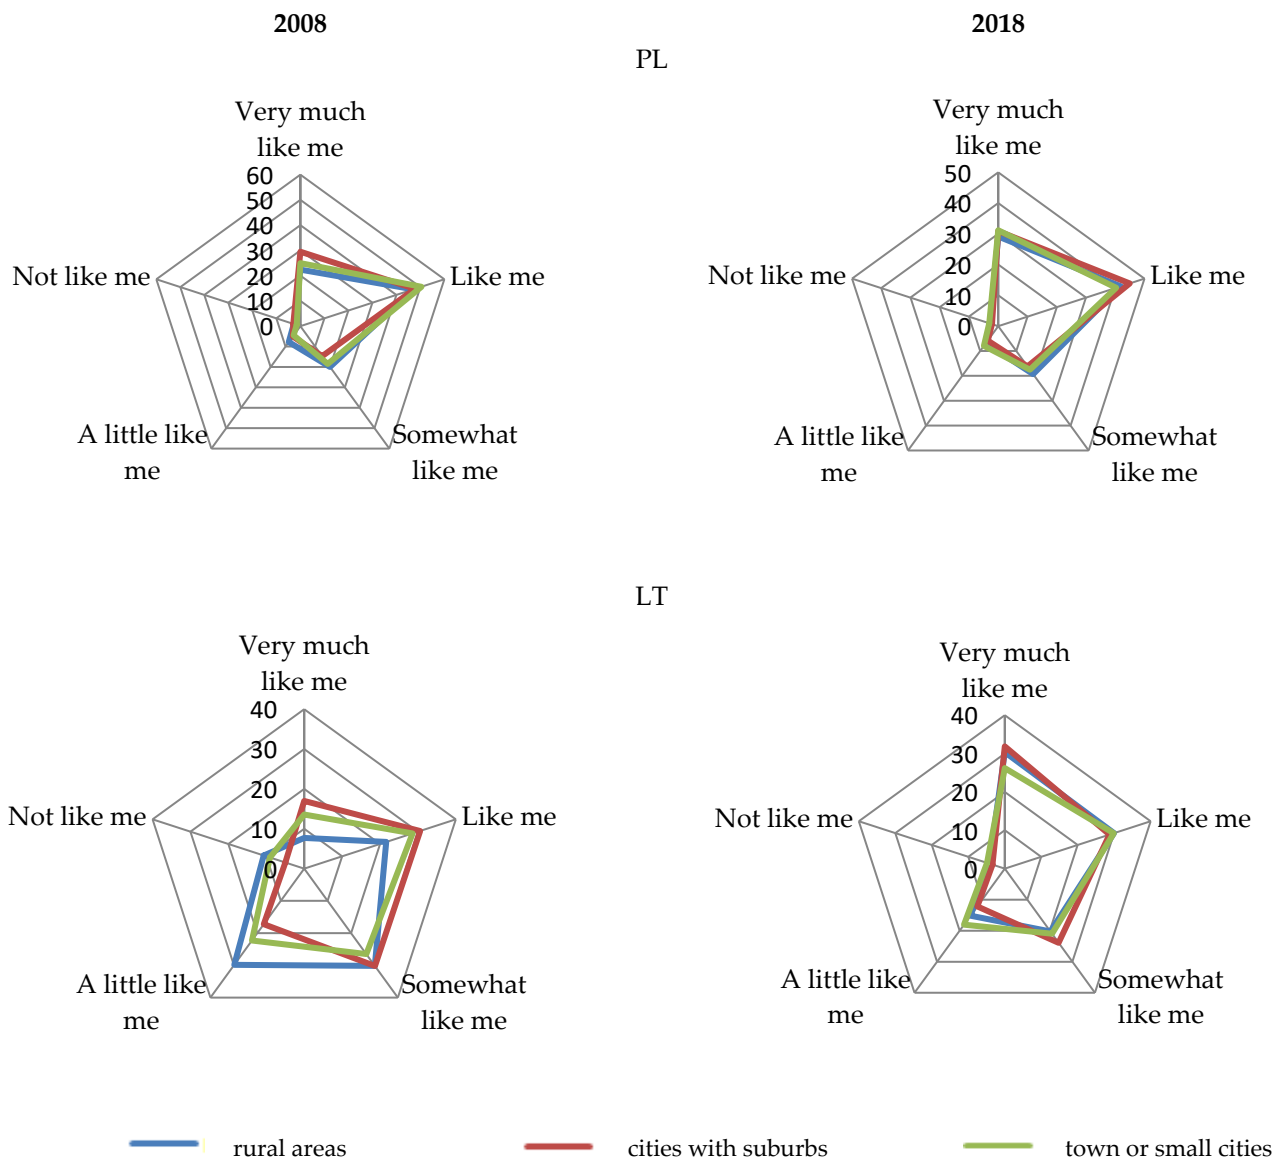 2008
2018
PL
Very much
like me
60
50
40
30
20
10
0
Not like me
Like me
A little like
me
Somewhat
like me
Very much
like me
50
40
30
20
10
0
Not like me
Like me
A little like
me
Somewhat
like me
LT
Very much
like me
40
30
20
10
0
Not like me
Like me
A little like
me
Somewhat
like me
Very much
like me
40
30
20
10
0
Not like me
Like me
A little like
me
Somewhat
like me
rural areas
cities with suburbs
town or small cities